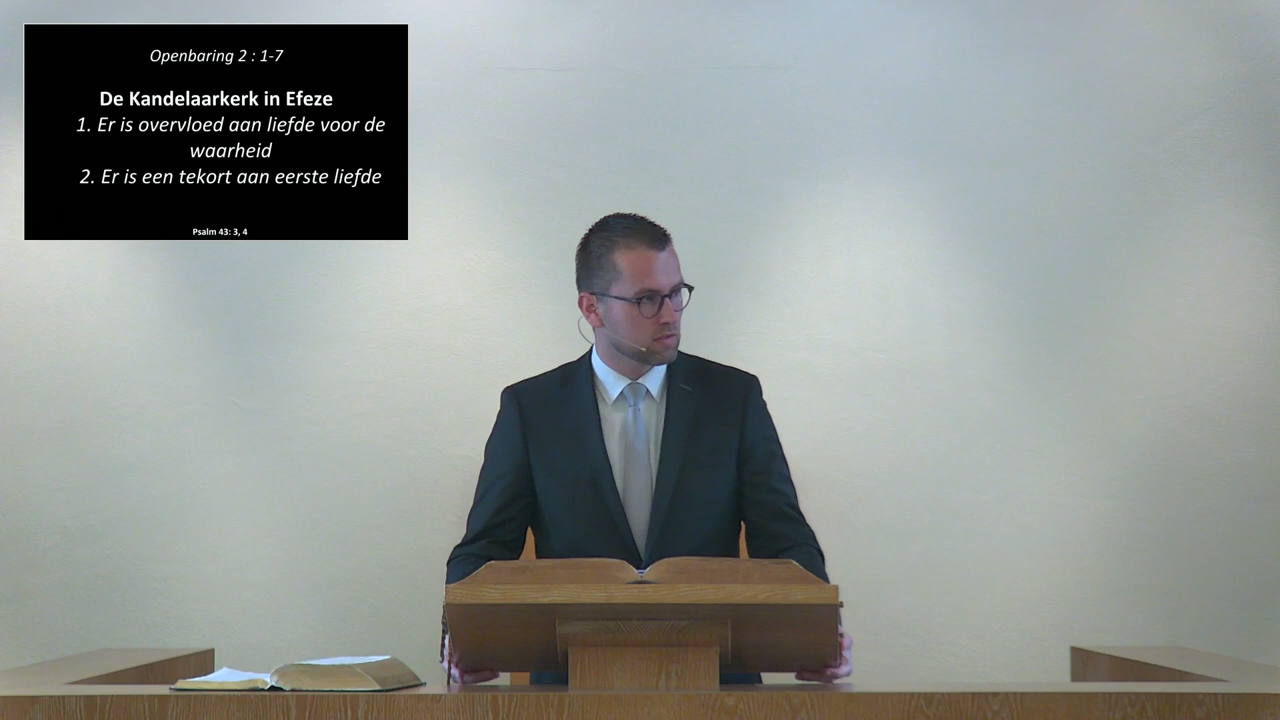 Openbaring 2 : 1-7
De Kandelaarkerk in Efeze
1. Er is overvloed aan liefde voor de
waarheid
2. Er is een tekort aan eerste liefde
Psalm 43: 3, 4